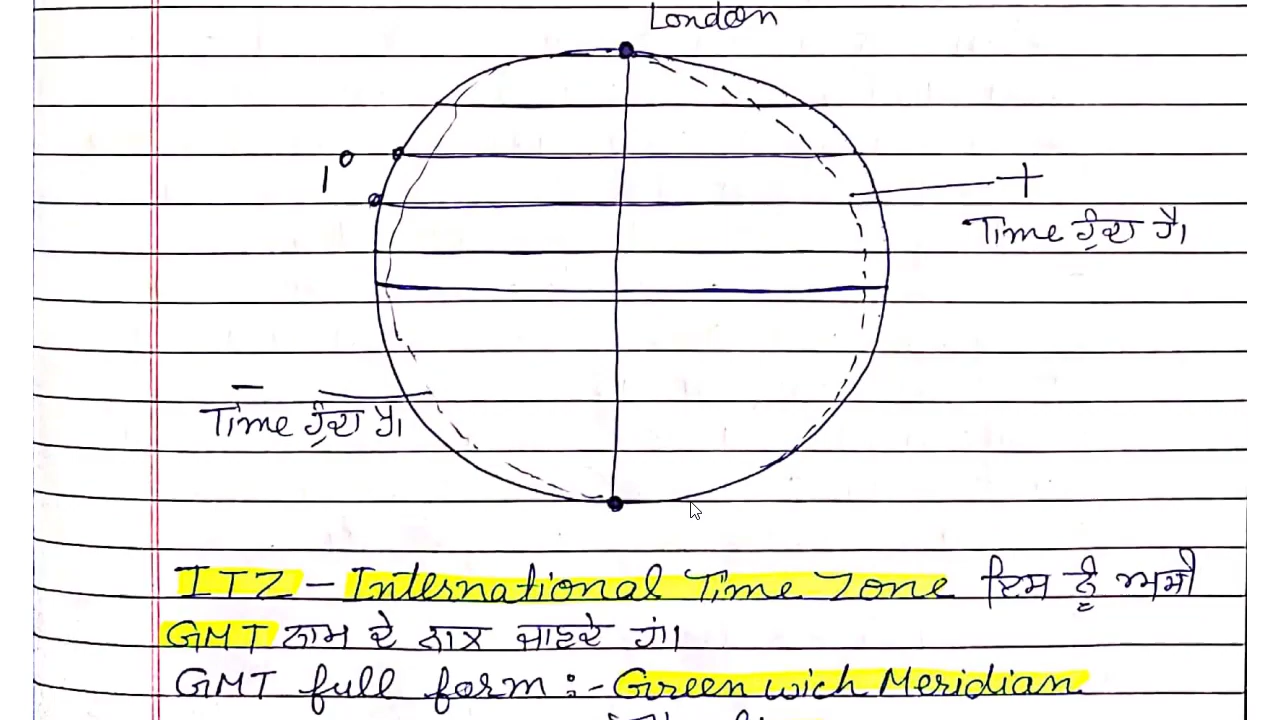 London
1°
+
Time ਹੁੰਦਾ ਹੈ।
−
Time ਹੁੰਦਾ ਹੈ।
ITZ – International Time Zone ਇਸ ਨੂੰ ਅਸੀ
GMT ਨਾਮ ਦੇ ਨਾਲ ਜਾਣਦੇ ਹਾਂ।
GMT full form :- Green wich Meridian